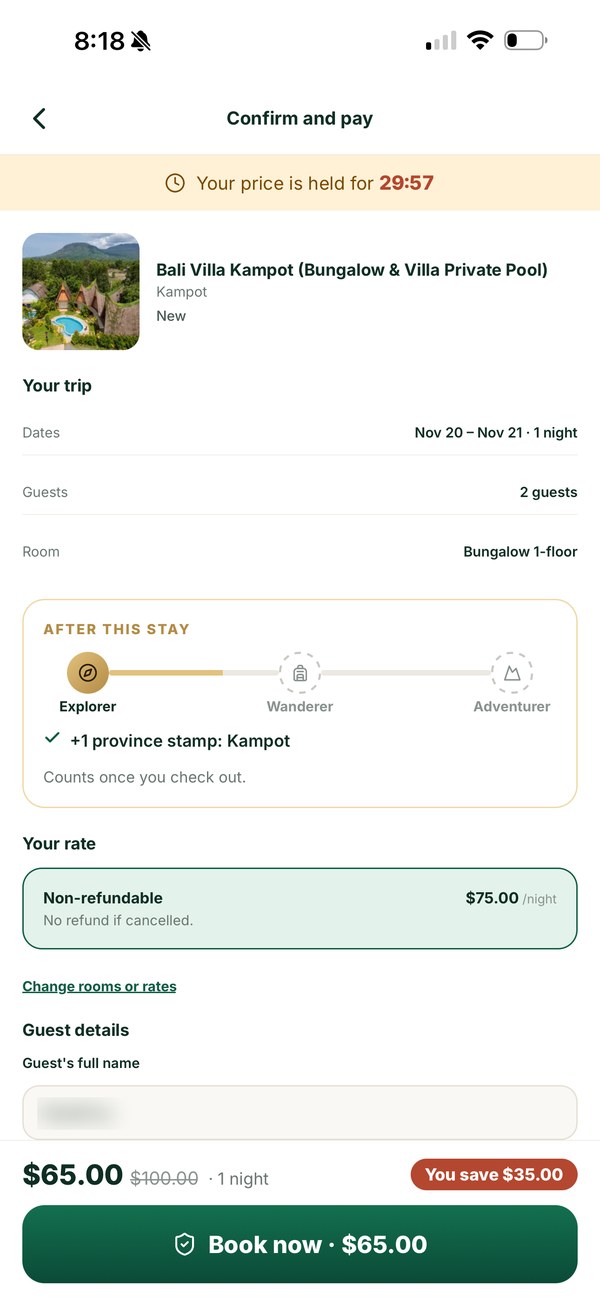 8:18
Confirm and pay
Your price is held for 29:57
Bali Villa Kampot (Bungalow & Villa Private Pool)
Kampot
New
Your trip
Dates Nov 20 – Nov 21 · 1 night
Guests 2 guests
Room Bungalow 1-floor
AFTER THIS STAY
Explorer Wanderer Adventurer
+1 province stamp: Kampot
Counts once you check out.
Your rate
Non-refundable $75.00 /night
No refund if cancelled.
Change rooms or rates
Guest details
Guest's full name
$65.00 $100.00 · 1 night You save $35.00
Book now · $65.00